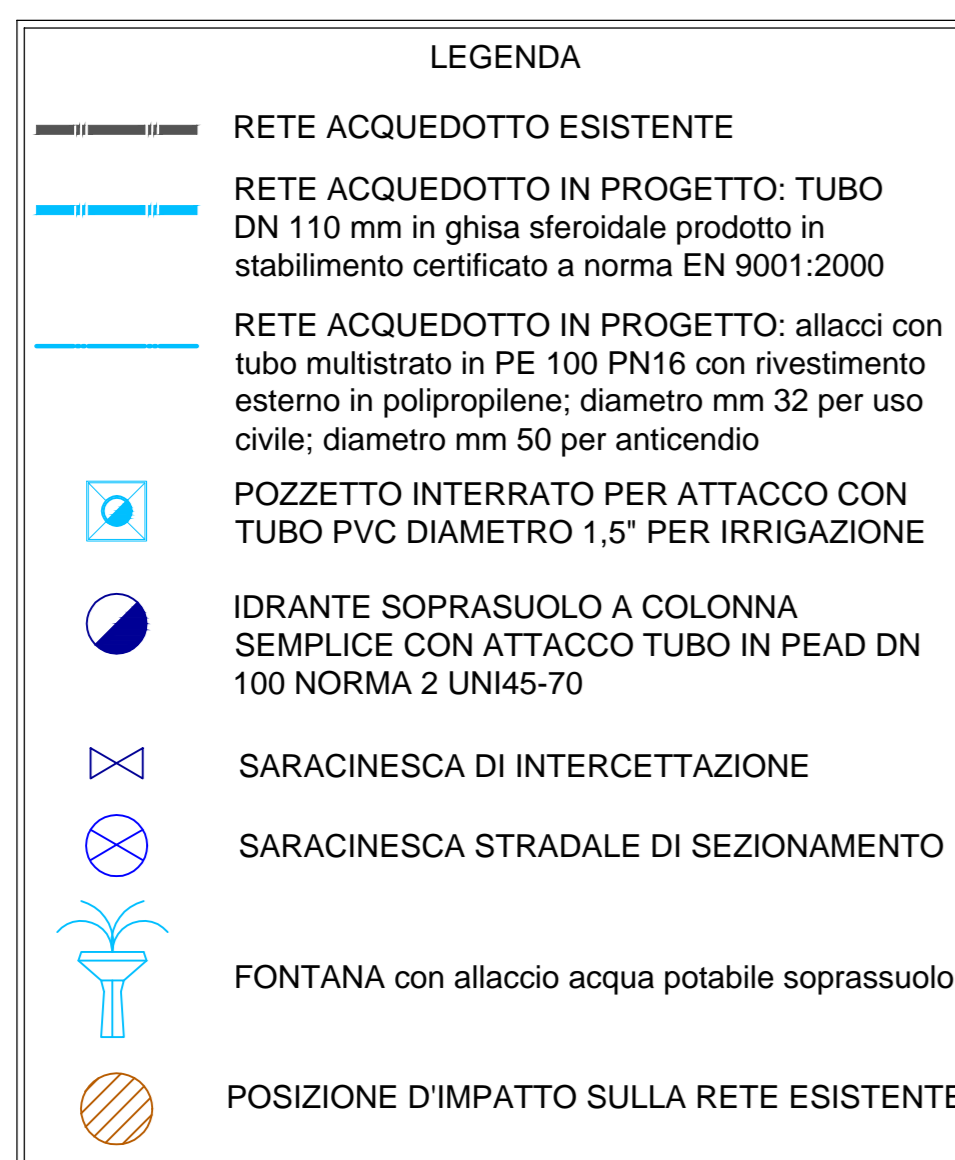 LEGENDA
RETE ACQUEDOTTO ESISTENTE
RETE ACQUEDOTTO IN PROGETTO: TUBO
DN 110 mm in ghisa sferoidale prodotto in
stabilimento certificato a norma EN 9001:2000
RETE ACQUEDOTTO IN PROGETTO: allacci con
tubo multistrato in PE 100 PN16 con rivestimento
esterno in polipropilene; diametro mm 32 per uso
civile; diametro mm 50 per anticendio
POZZETTO INTERRATO PER ATTACCO CON
TUBO PVC DIAMETRO 1,5" PER IRRIGAZIONE
IDRANTE SOPRASUOLO A COLONNA
SEMPLICE CON ATTACCO TUBO IN PEAD DN
100 NORMA 2 UNI45-70
SARACINESCA DI INTERCETTAZIONE
SARACINESCA STRADALE DI SEZIONAMENTO
FONTANA con allaccio acqua potabile soprassuolo
POSIZIONE D'IMPATTO SULLA RETE ESISTENTE